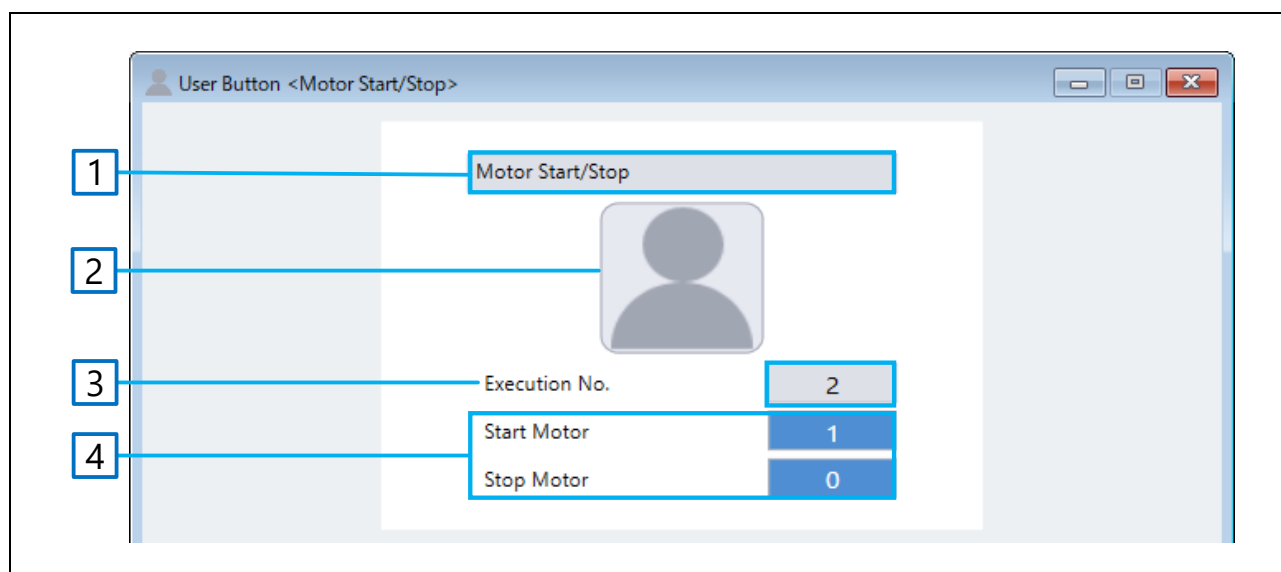 User Button <Motor Start/Stop>
1 Motor Start/Stop
2
3 Execution No. 2
4 Start Motor 1
Stop Motor 0